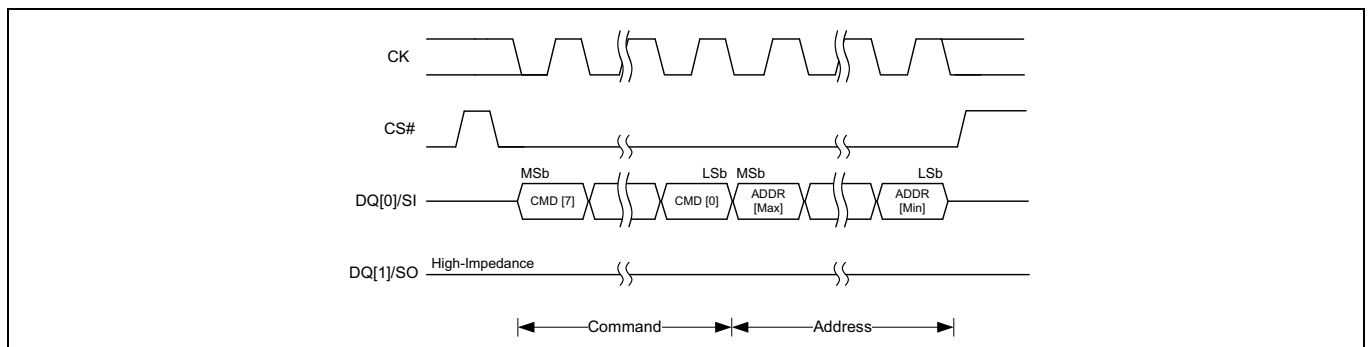 CK
CS#
MSb LSb MSb LSb
DQ[0]/SI CMD [7] CMD [0] ADDR [Max] ADDR [Min]
High-Impedance
DQ[1]/SO
Command Address